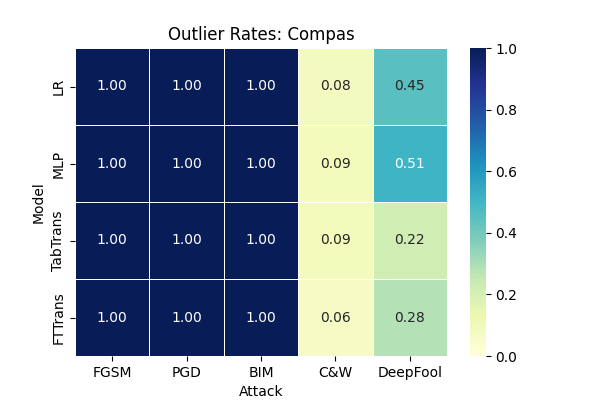 Outlier Rates: Compas
Model
LR
1.00 1.00 1.00 0.08 0.45
MLP
1.00 1.00 1.00 0.09 0.51
TabTrans
1.00 1.00 1.00 0.09 0.22
FTTrans
1.00 1.00 1.00 0.06 0.28
FGSM PGD BIM C&W DeepFool
Attack
1.0
0.8
0.6
0.4
0.2
0.0